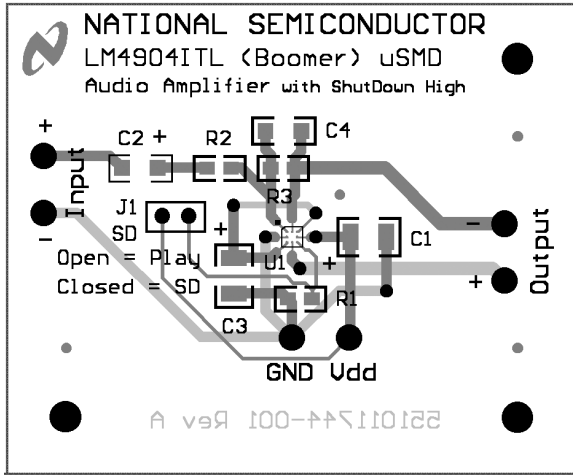 NATIONAL SEMICONDUCTOR
LM4904ITL (Boomer) uSMD
Audio Amplifier with ShutDown High
+
C2 +
R2
C4
Input
R3
J1
-
SD
+
U1
+
C1
-
Output
+
Open = Play
Closed = SD
R1
C3
GND Vdd
551011744-001 Rev A